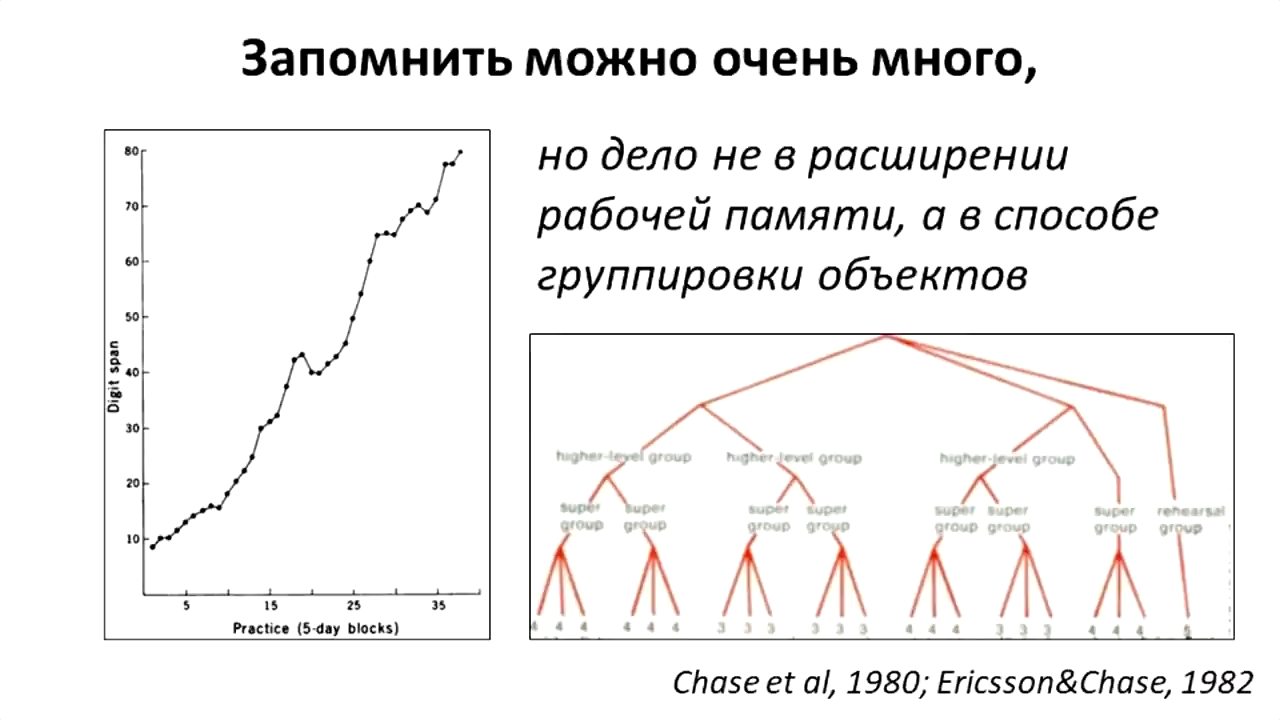 Запомнить можно очень много,
но дело не в расширении
рабочей памяти, а в способе
группировки объектов
80
70
60
50
40
30
20
10
Digit span
5 15 25 35
Practice (5-day blocks)
higher-level group higher-level group higher-level group
super super super super super super super rehearsal
group group group group group group group group
4 4 4 4 4 4 3 3 3 3 3 3 4 4 4 3 3 3 4 4 4 5
Chase et al, 1980; Ericsson&Chase, 1982